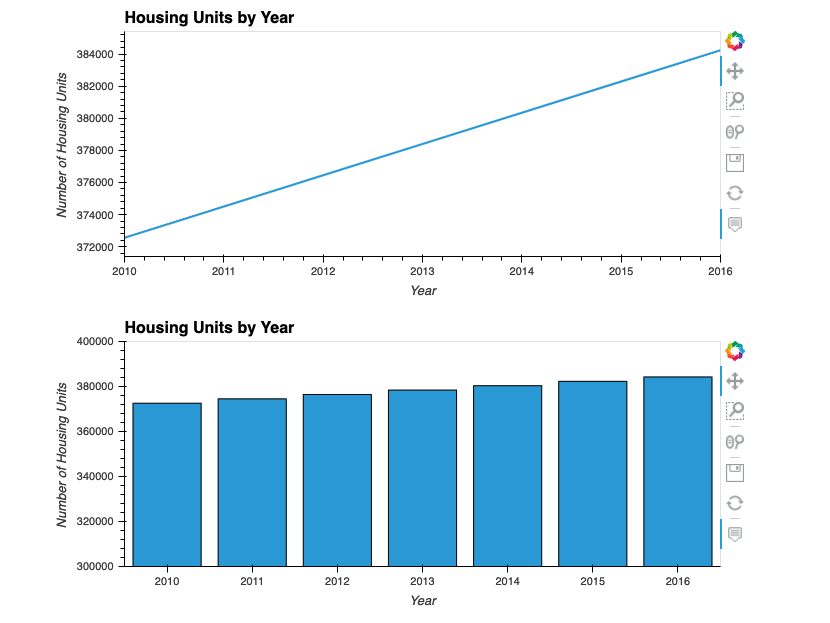 Housing Units by Year
Number of Housing Units
384000
382000
380000
378000
376000
374000
372000
2010 2011 2012 2013 2014 2015 2016
Year
Housing Units by Year
Number of Housing Units
400000
380000
360000
340000
320000
300000
2010 2011 2012 2013 2014 2015 2016
Year